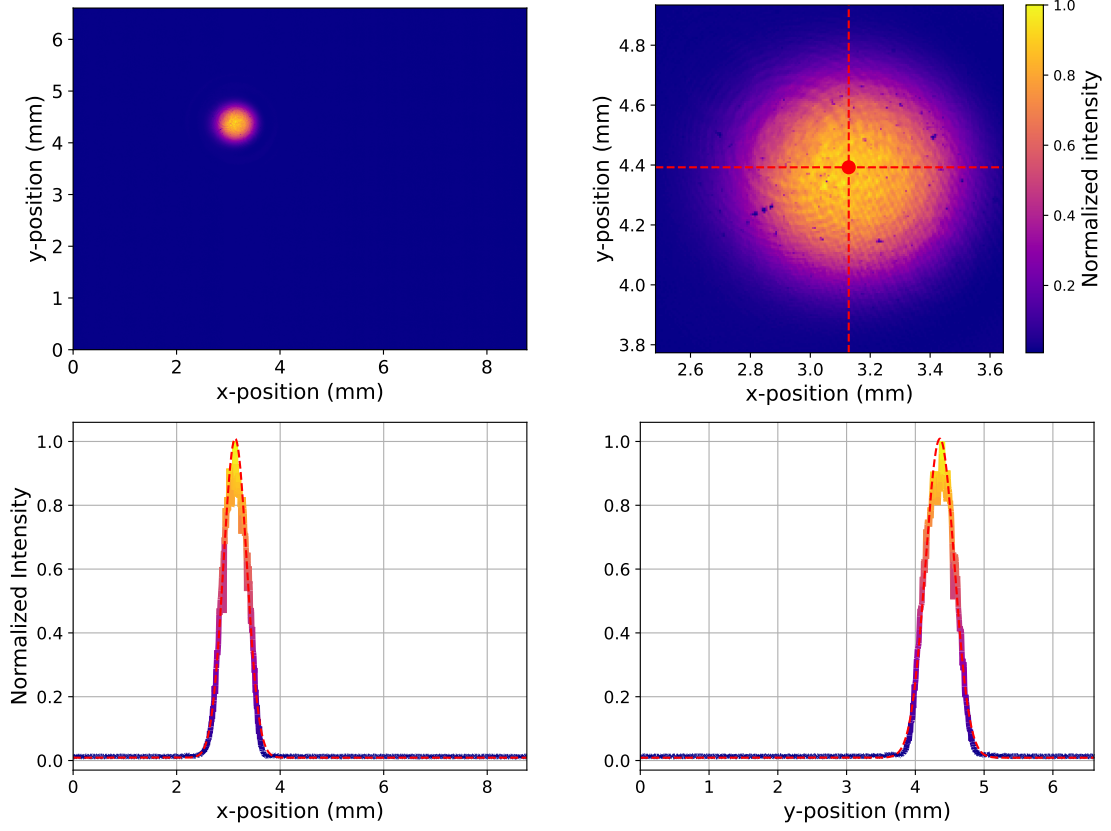 6
5
4
3
2
1
0
y-position (mm)
0 2 4 6 8
x-position (mm)
4.8
4.6
4.4
4.2
4.0
3.8
y-position (mm)
2.6 2.8 3.0 3.2 3.4 3.6
x-position (mm)
1.0
0.8
0.6
0.4
0.2
Normalized intensity
1.0
0.8
0.6
0.4
0.2
0.0
Normalized Intensity
0 2 4 6 8
x-position (mm)
1.0
0.8
0.6
0.4
0.2
0.0
0 1 2 3 4 5 6
y-position (mm)